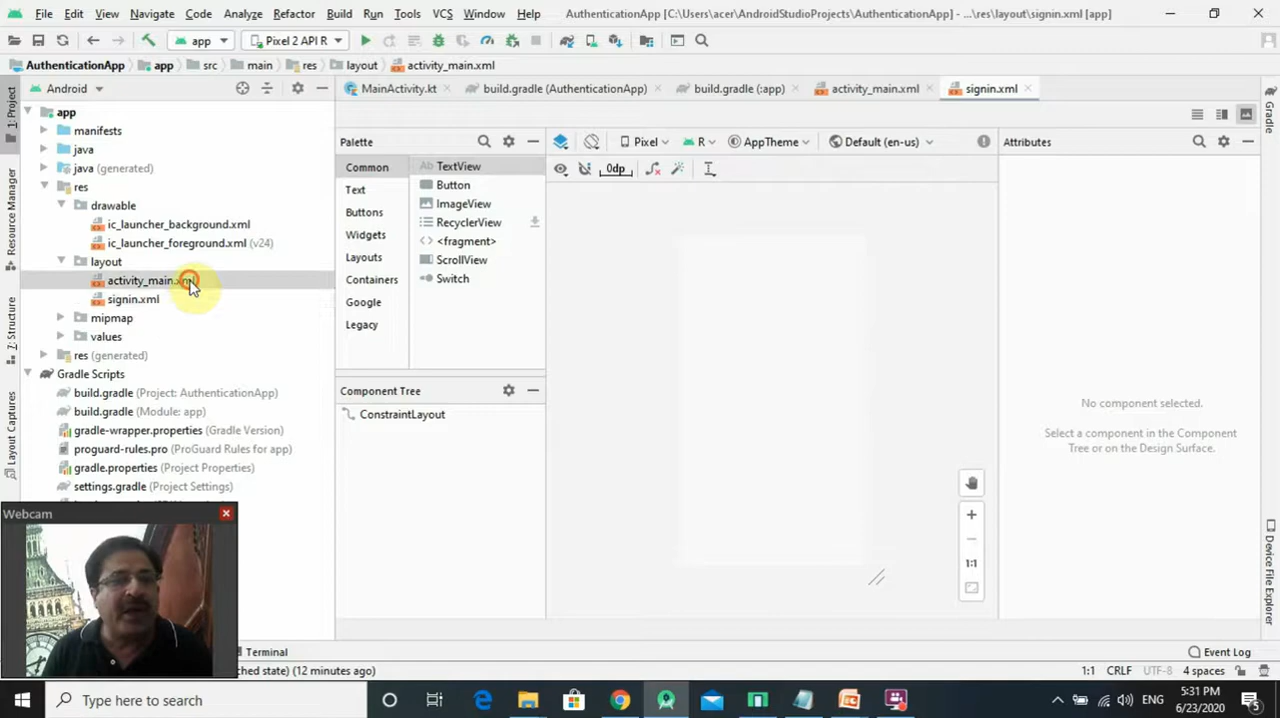 File Edit View Navigate Code Analyze Refactor Build Run Tools VCS Window Help AuthenticationApp [C:\Users\acer\AndroidStudioProjects\AuthenticationApp] - ...\res\layout\signin.xml [app]
app Pixel 2 API R
AuthenticationApp app src main res layout activity_main.xml
Android
MainActivity.kt build.gradle (AuthenticationApp) build.gradle (:app) activity_main.xml signin.xml
1: Project
Resource Manager
7: Structure
Layout Captures
app
manifests
java
java (generated)
res
drawable
ic_launcher_background.xml
ic_launcher_foreground.xml (v24)
layout
activity_main.xml
signin.xml
mipmap
values
res (generated)
Gradle Scripts
build.gradle (Project: AuthenticationApp)
build.gradle (Module: app)
gradle-wrapper.properties (Gradle Version)
proguard-rules.pro (ProGuard Rules for app)
gradle.properties (Project Properties)
settings.gradle (Project Settings)
Palette
Common
Text
Buttons
Widgets
Layouts
Containers
Google
Legacy
Ab TextView
Button
ImageView
RecyclerView
<fragment>
ScrollView
Switch
Component Tree
ConstraintLayout
Pixel R AppTheme Default (en-us)
0dp
1:1
Attributes
No component selected.
Select a component in the Component
Tree or on the Design Surface.
Gradle
Device File Explorer
Webcam
Terminal
Event Log
ched state) (12 minutes ago)
1:1 CRLF UTF-8 4 spaces
Type here to search
ENG
5:31 PM
6/23/2020
5